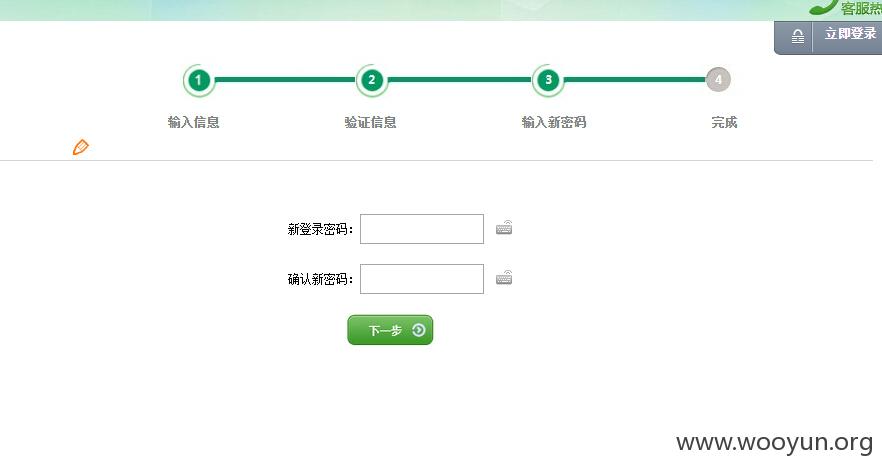 客服热
立即登录
1 2 3 4
输入信息 验证信息 输入新密码 完成
新登录密码：
确认新密码：
下一步
www.wooyun.org